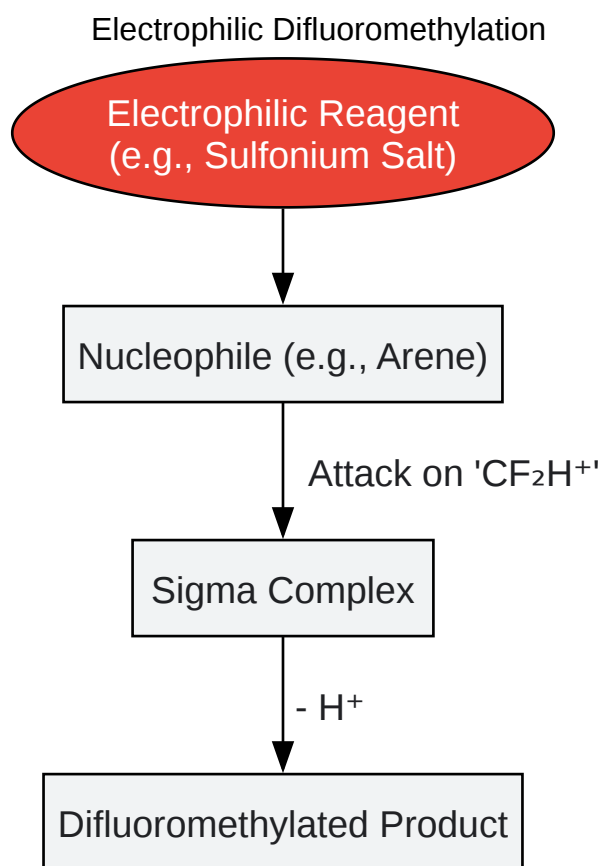 Electrophilic Difluoromethylation
Electrophilic Reagent
(e.g., Sulfonium Salt)
Nucleophile (e.g., Arene)
Attack on 'CF₂H⁺'
Sigma Complex
- H⁺
Difluoromethylated Product